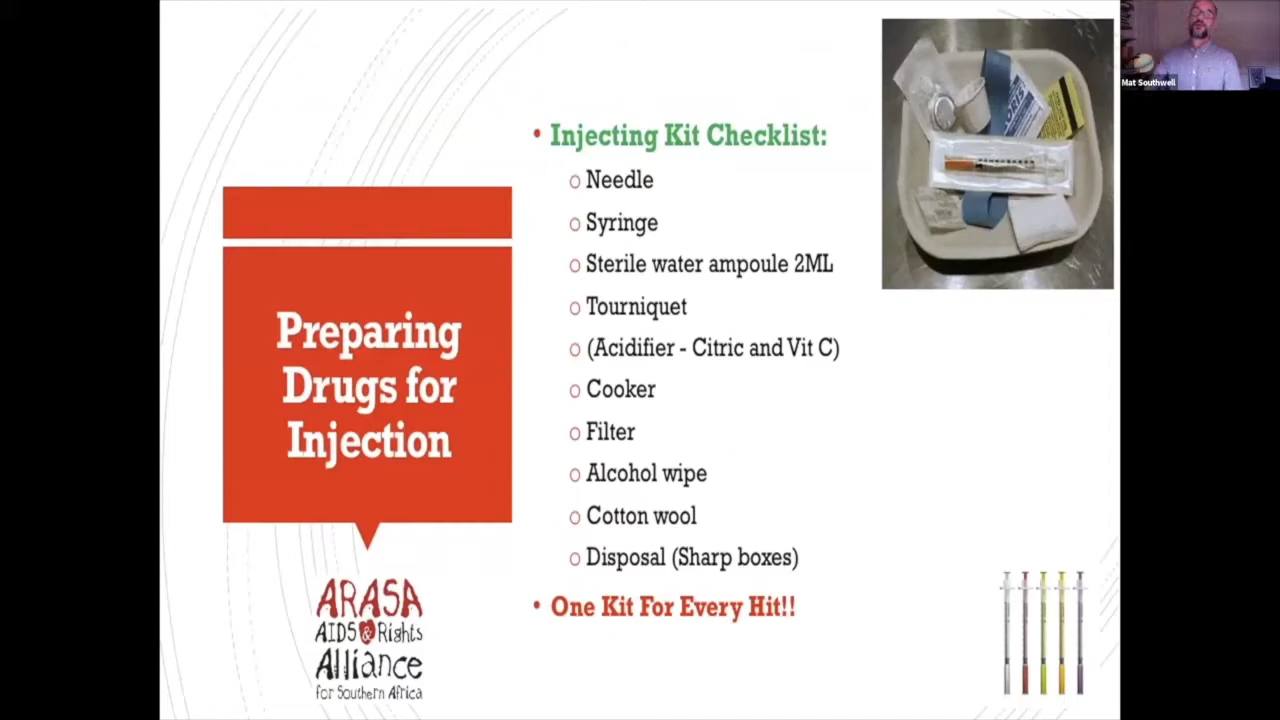 Mat Southwell
Preparing
Drugs for
Injection
ARASA
AIDS & Rights
Alliance
for Southern Africa
• Injecting Kit Checklist:
o Needle
o Syringe
o Sterile water ampoule 2ML
o Tourniquet
o (Acidifier - Citric and Vit C)
o Cooker
o Filter
o Alcohol wipe
o Cotton wool
o Disposal (Sharp boxes)
• One Kit For Every Hit!!